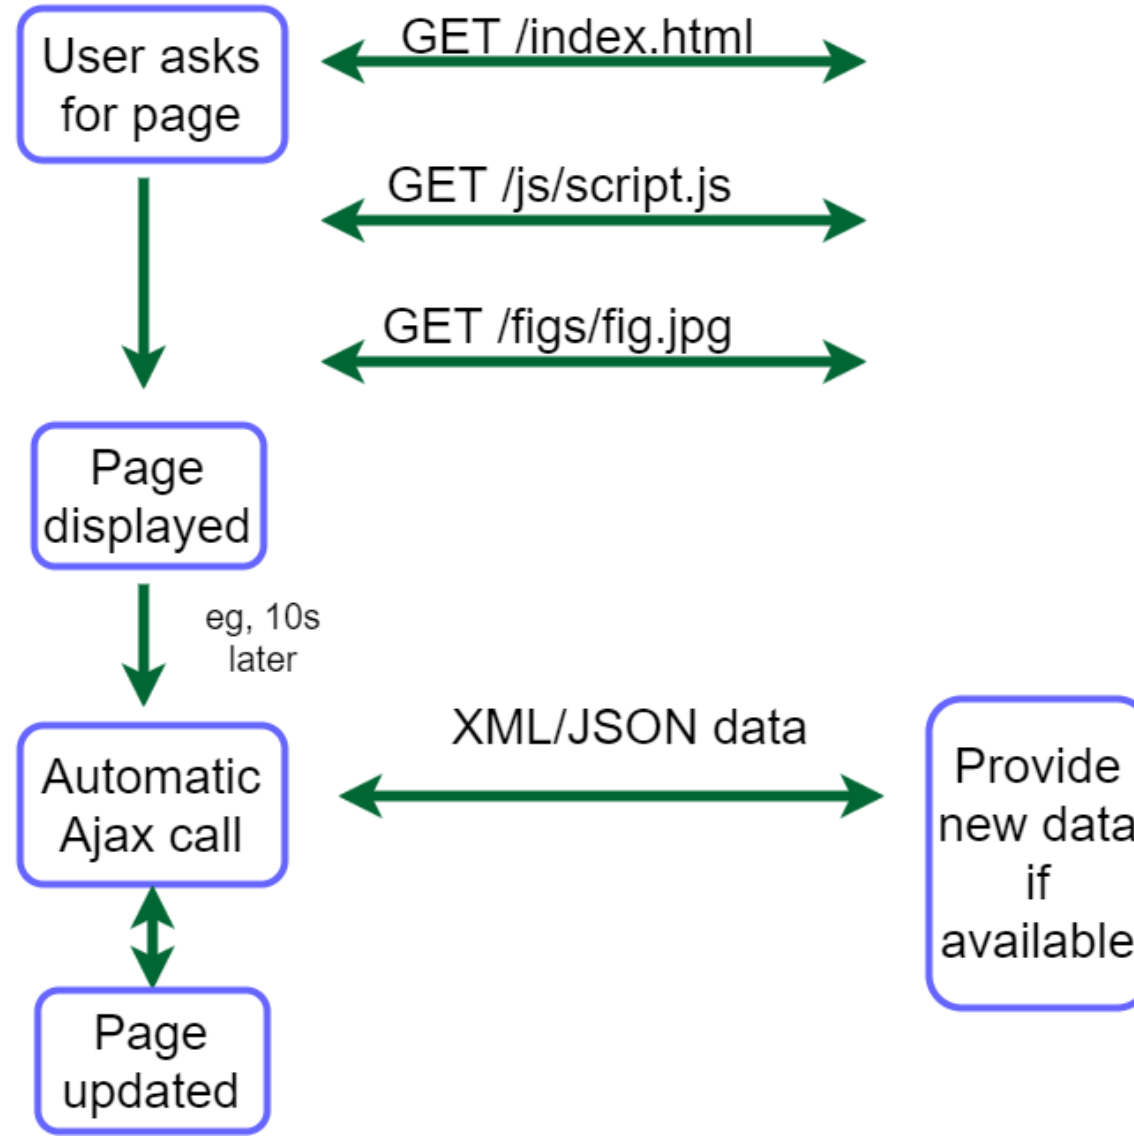 User asks
for page
GET /index.html
GET /js/script.js
GET /figs/fig.jpg
Page
displayed
eg, 10s
later
Automatic
Ajax call
XML/JSON data
Provide
new data
if
available
Page
updated